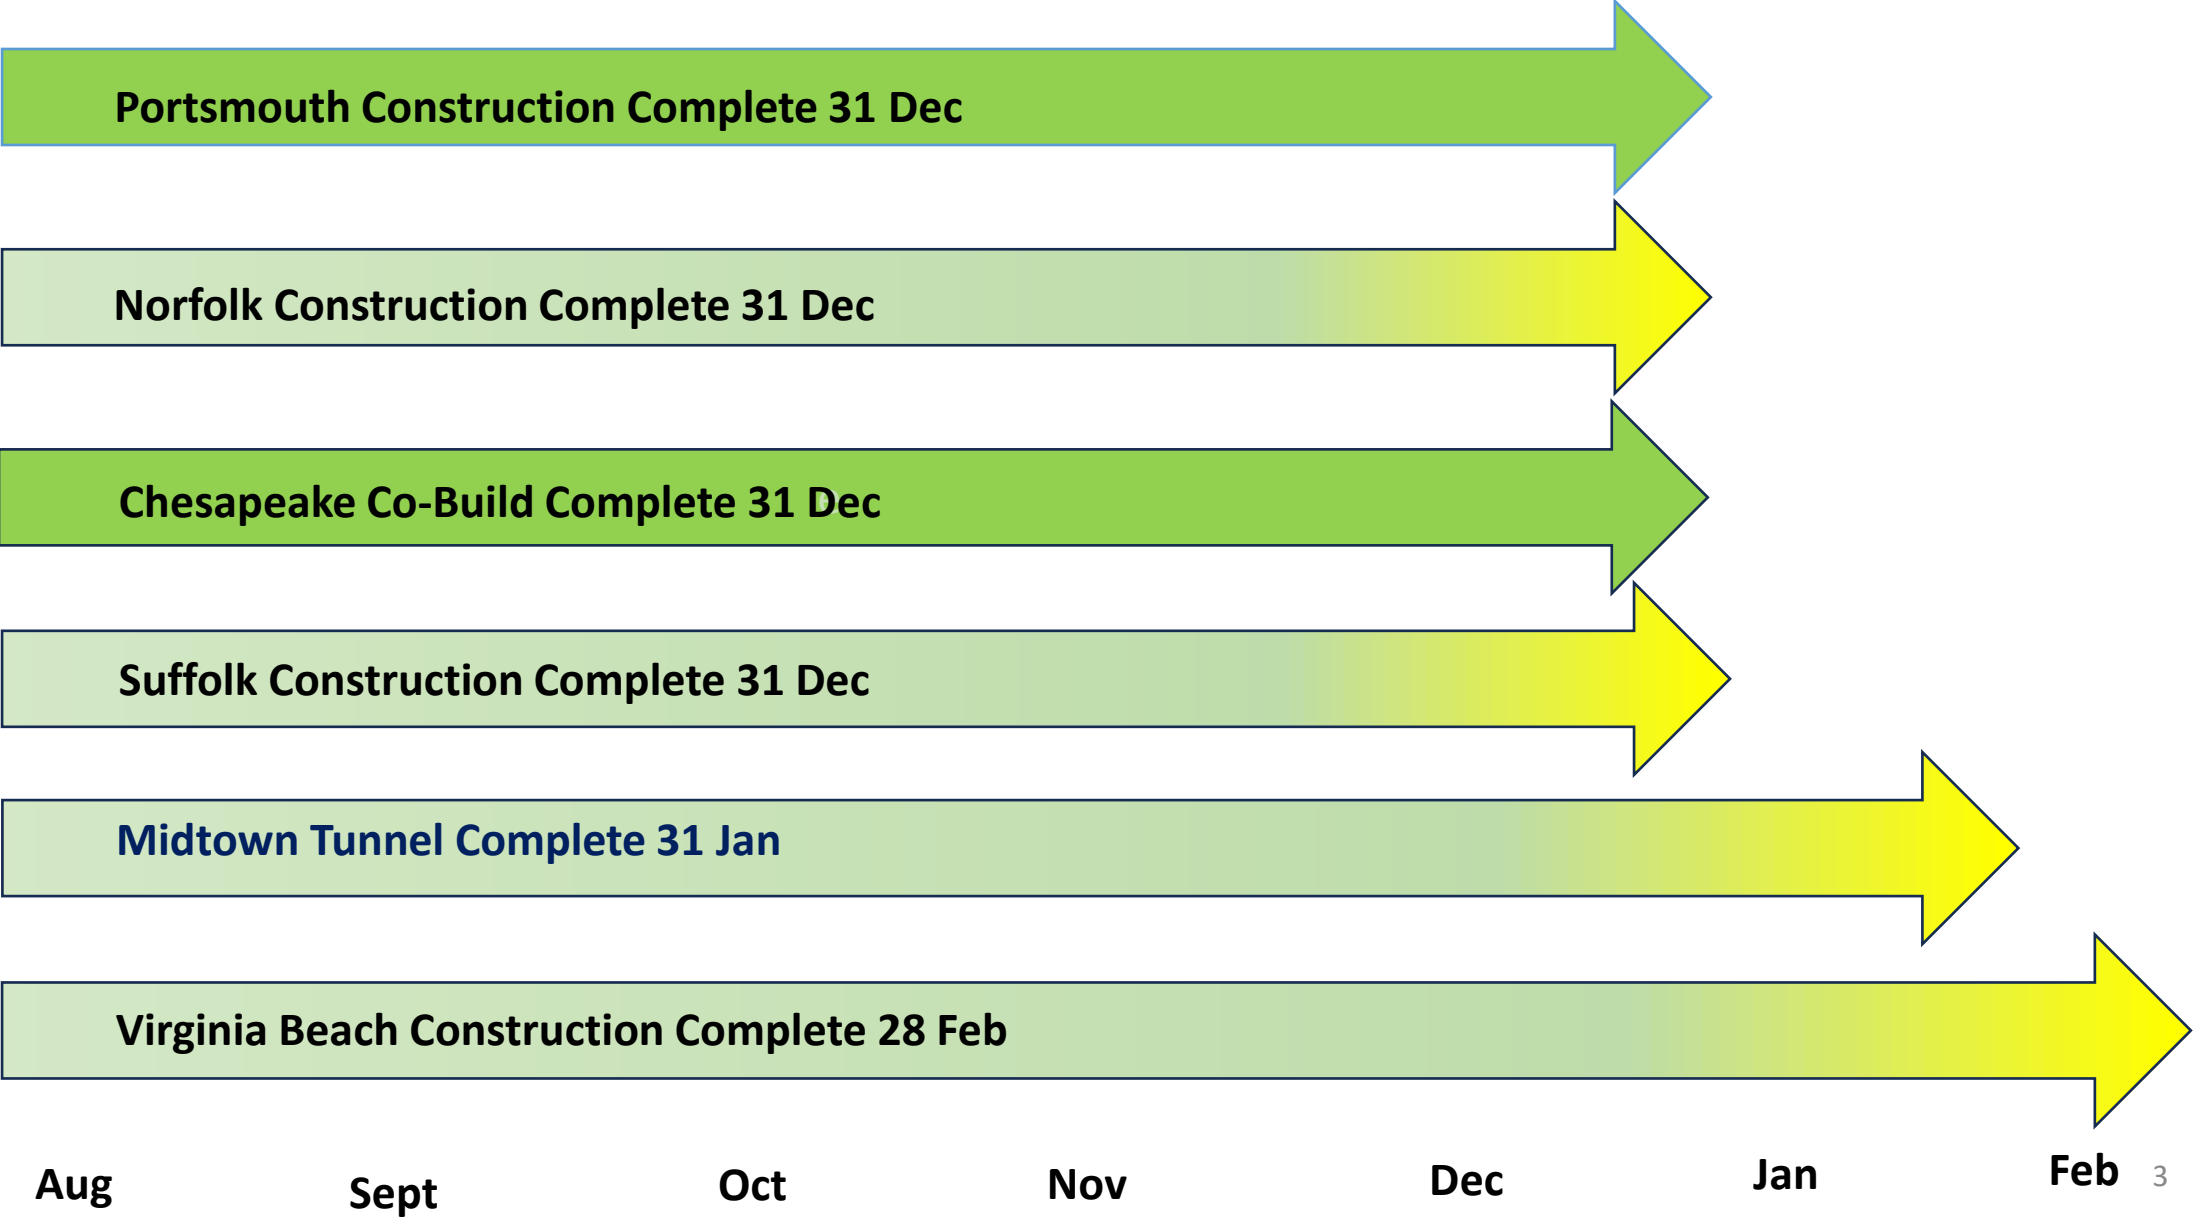 Portsmouth Construction Complete 31 Dec
Norfolk Construction Complete 31 Dec
Chesapeake Co-Build Complete 31 Dec
Suffolk Construction Complete 31 Dec
Midtown Tunnel Complete 31 Jan
Virginia Beach Construction Complete 28 Feb
Aug Sept Oct Nov Dec Jan Feb 3